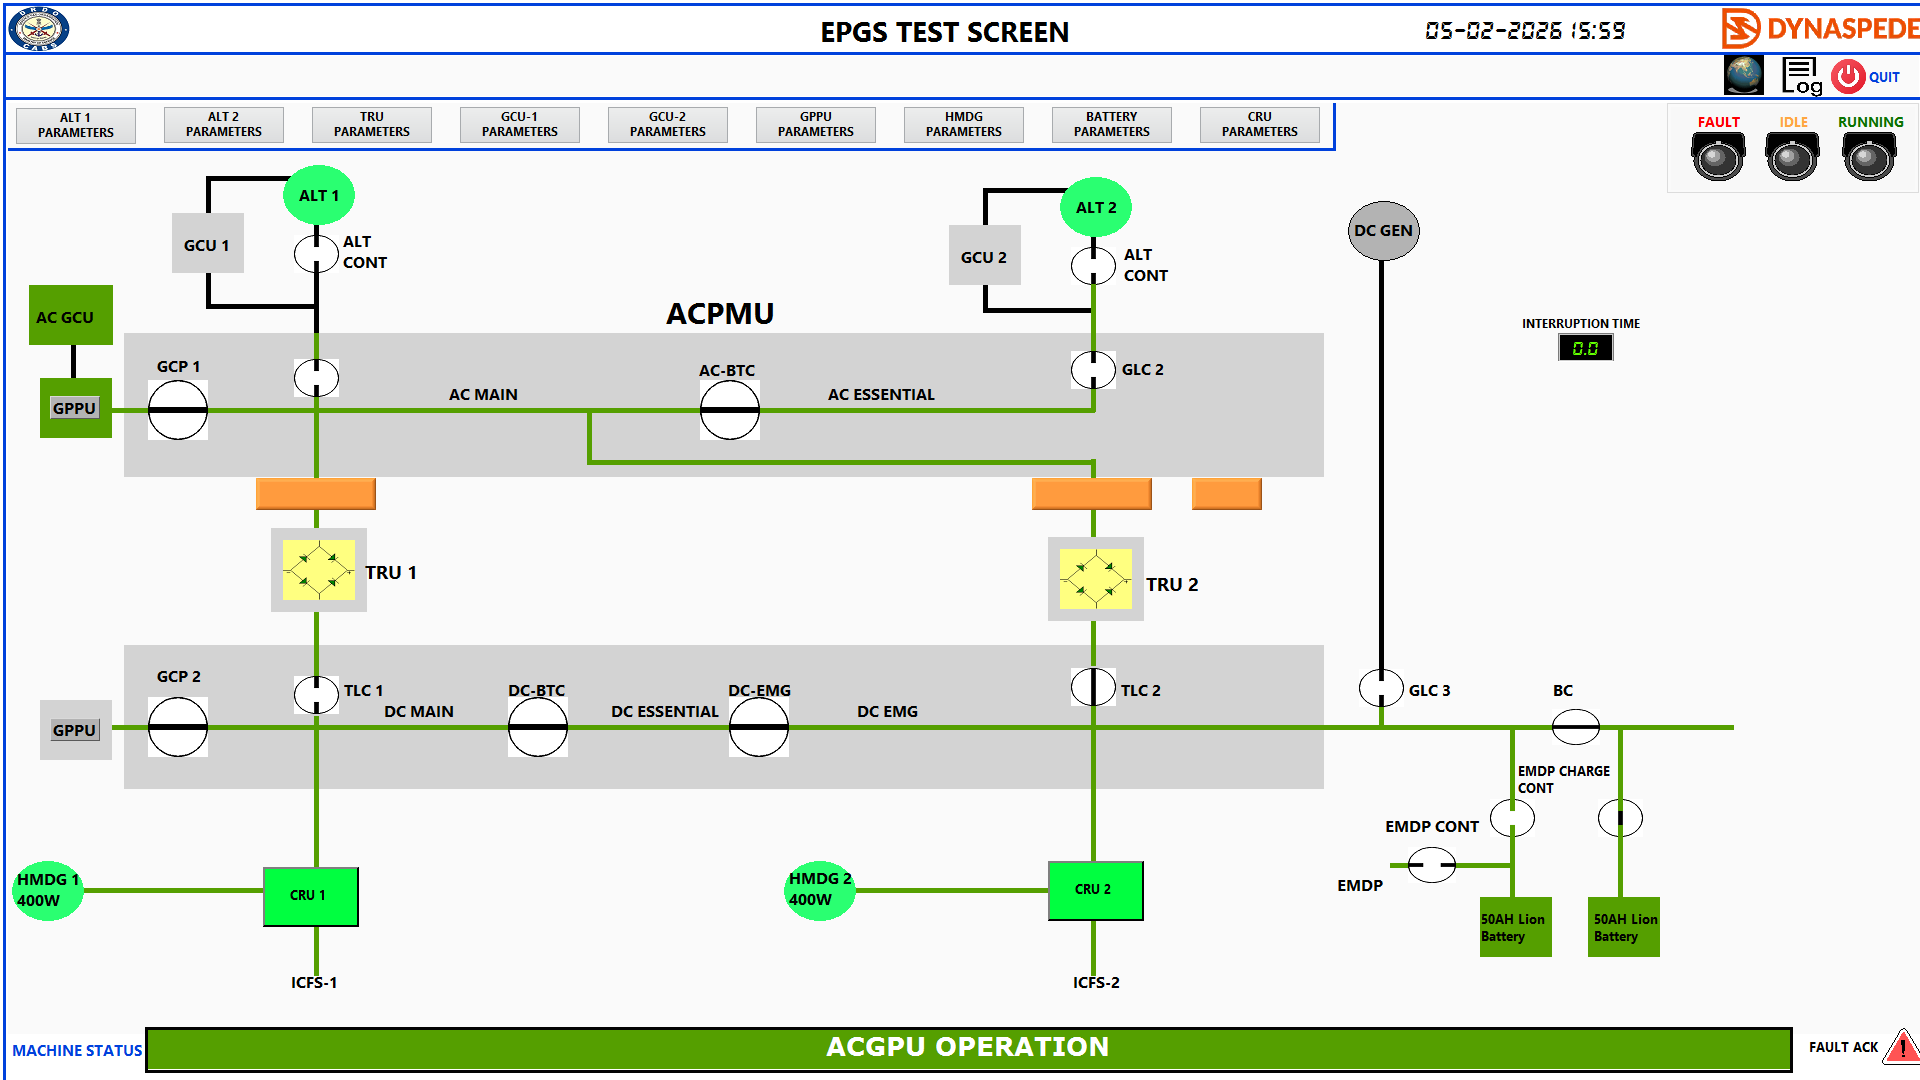 DRDO
CABS
EPGS TEST SCREEN
05-02-2026 15:59
DYNASPEDE
Log
QUIT
ALT 1
PARAMETERS
ALT 2
PARAMETERS
TRU
PARAMETERS
GCU-1
PARAMETERS
GCU-2
PARAMETERS
GPPU
PARAMETERS
HMDG
PARAMETERS
BATTERY
PARAMETERS
CRU
PARAMETERS
FAULT
IDLE
RUNNING
ALT 1
ALT 2
GCU 1
ALT
CONT
GCU 2
ALT
CONT
DC GEN
AC GCU
ACPMU
INTERRUPTION TIME
0.0
GCP 1
AC-BTC
GLC 2
AC MAIN
AC ESSENTIAL
GPPU
TRU 1
TRU 2
GCP 2
TLC 1
DC-BTC
DC-EMG
TLC 2
GLC 3
BC
DC MAIN
DC ESSENTIAL
DC EMG
GPPU
EMDP CHARGE
CONT
EMDP CONT
EMDP
HMDG 1
400W
CRU 1
HMDG 2
400W
CRU 2
50AH Lion
Battery
50AH Lion
Battery
ICFS-1
ICFS-2
MACHINE STATUS
ACGPU OPERATION
FAULT ACK